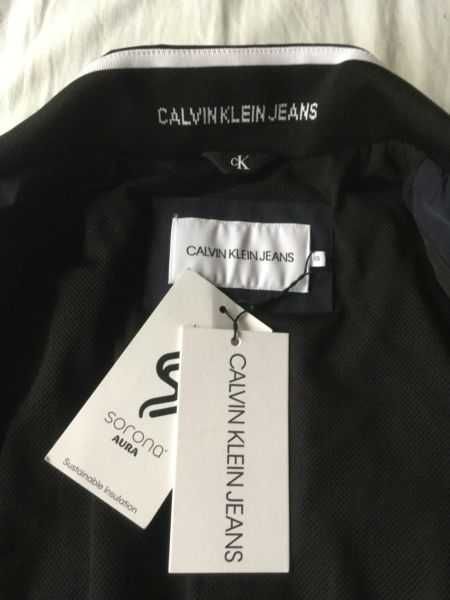 CALVIN KLEIN JEANS
cK
CALVIN KLEIN JEANS
sorona
AURA
Sustainable Insulation
CALVIN KLEIN JEANS